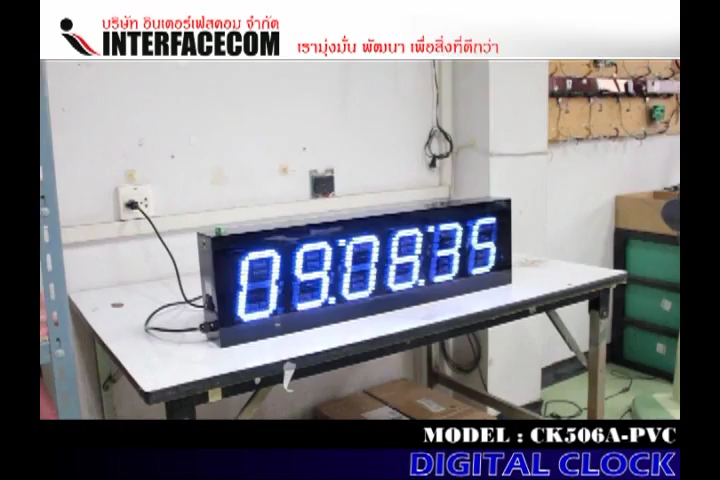 บริษัท อินเตอร์เฟสคอม จำกัด
INTERFACECOM เรามุ่งมั่น พัฒนา เพื่อสิ่งที่ดีกว่า
09:08:35
MODEL : CK506A-PVC
DIGITAL CLOCK